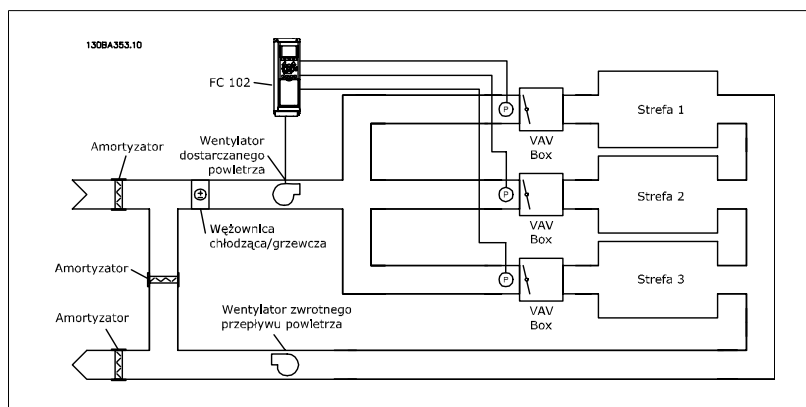 130BA353.10
FC 102
Amortyzator
Wentylator
dostarczanego
powietrza
Wężownica
chłodząca/grzewcza
Amortyzator
Amortyzator
Wentylator zwrotnego
przepływu powietrza
P
VAV
Box
Strefa 1
P
VAV
Box
Strefa 2
P
VAV
Box
Strefa 3